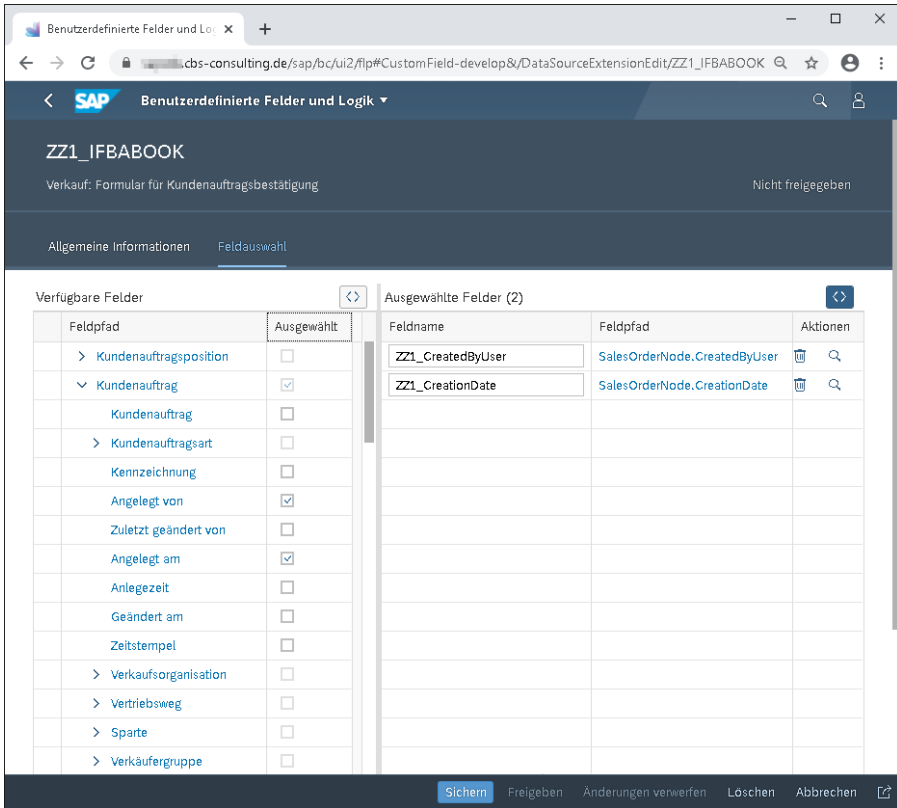 Benutzerdefinierte Felder und Lo
.cbs-consulting.de/sap/bc/ui2/flp#CustomField-develop&/DataSourceExtensionEdit/ZZ1_IFBABOOK
SAP Benutzerdefinierte Felder und Logik
ZZ1_IFBABOOK
Verkauf: Formular für Kundenauftragsbestätigung Nicht freigegeben
Allgemeine Informationen Feldauswahl
Verfügbare Felder Ausgewählte Felder (2)
Feldpfad Ausgewählt Feldname Feldpfad Aktionen
Kundenauftragsposition ZZ1_CreatedByUser SalesOrderNode.CreatedByUser
Kundenauftrag ZZ1_CreationDate SalesOrderNode.CreationDate
Kundenauftrag
Kundenauftragsart
Kennzeichnung
Angelegt von
Zuletzt geändert von
Angelegt am
Anlegezeit
Geändert am
Zeitstempel
Verkaufsorganisation
Vertriebsweg
Sparte
Verkäufergruppe
Sichern Freigeben Änderungen verwerfen Löschen Abbrechen